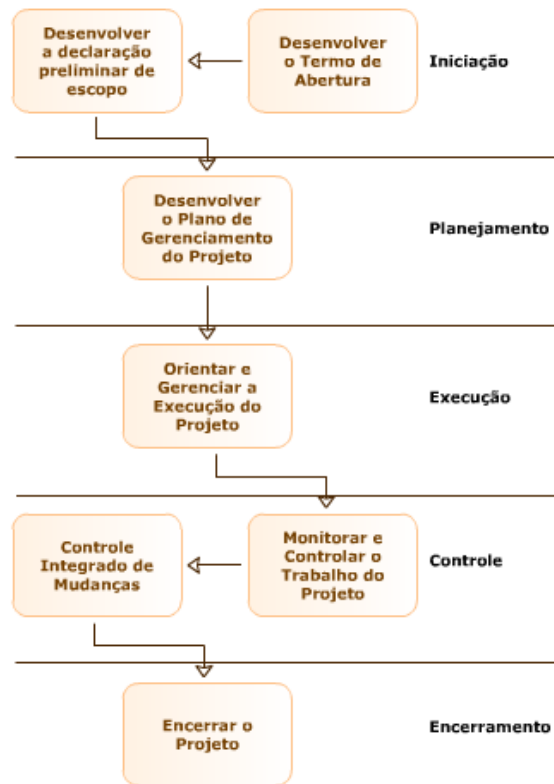 Desenvolver
a declaração
preliminar de
escopo
Desenvolver
o Termo de
Abertura
Iniciação
Desenvolver
o Plano de
Gerenciamento
do Projeto
Planejamento
Orientar e
Gerenciar a
Execução do
Projeto
Execução
Controle
Integrado de
Mudanças
Monitorar e
Controlar o
Trabalho do
Projeto
Controle
Encerrar o
Projeto
Encerramento